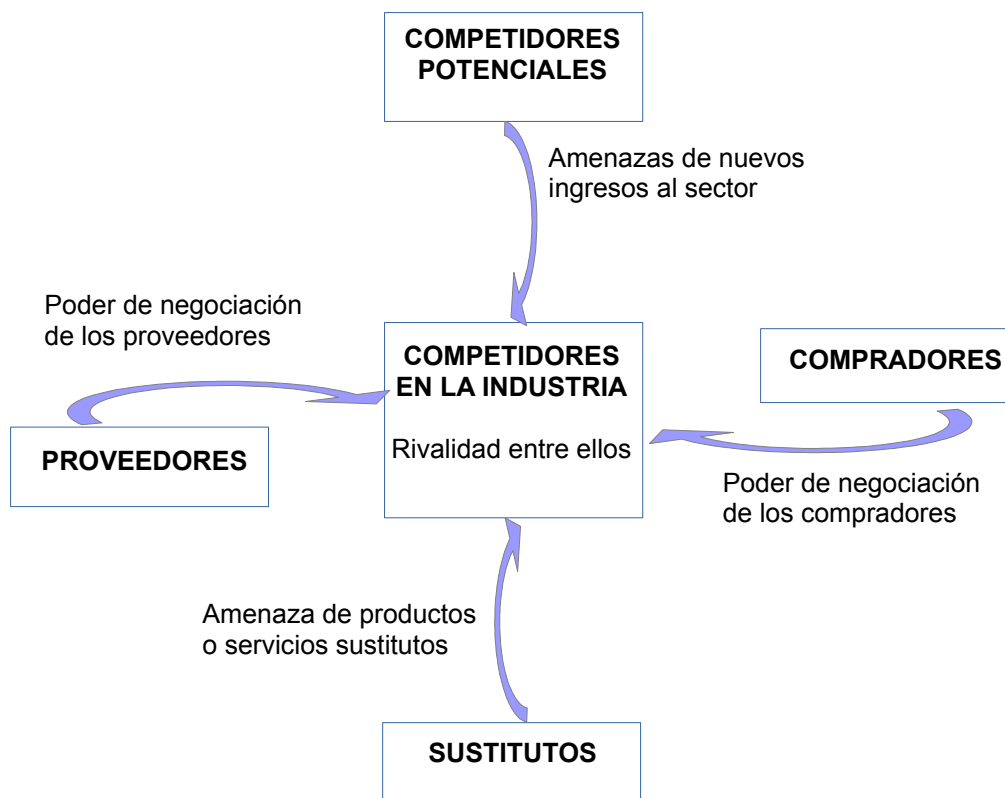 COMPETIDORES
POTENCIALES
Amenazas de nuevos
ingresos al sector
Poder de negociación
de los proveedores
PROVEEDORES
COMPETIDORES
EN LA INDUSTRIA
Rivalidad entre ellos
COMPRADORES
Poder de negociación
de los compradores
Amenaza de productos
o servicios sustitutos
SUSTITUTOS